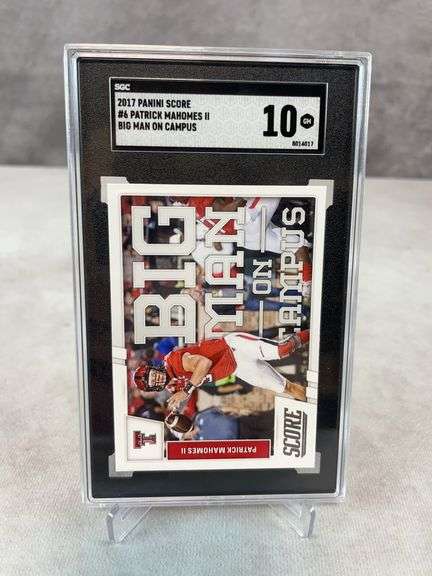 SGC
2017 PANINI SCORE
#6 PATRICK MAHOMES II
BIG MAN ON CAMPUS
10 GM
8014017
BIG
MAN
ON
CAMPUS
SCORE
PATRICK MAHOMES II